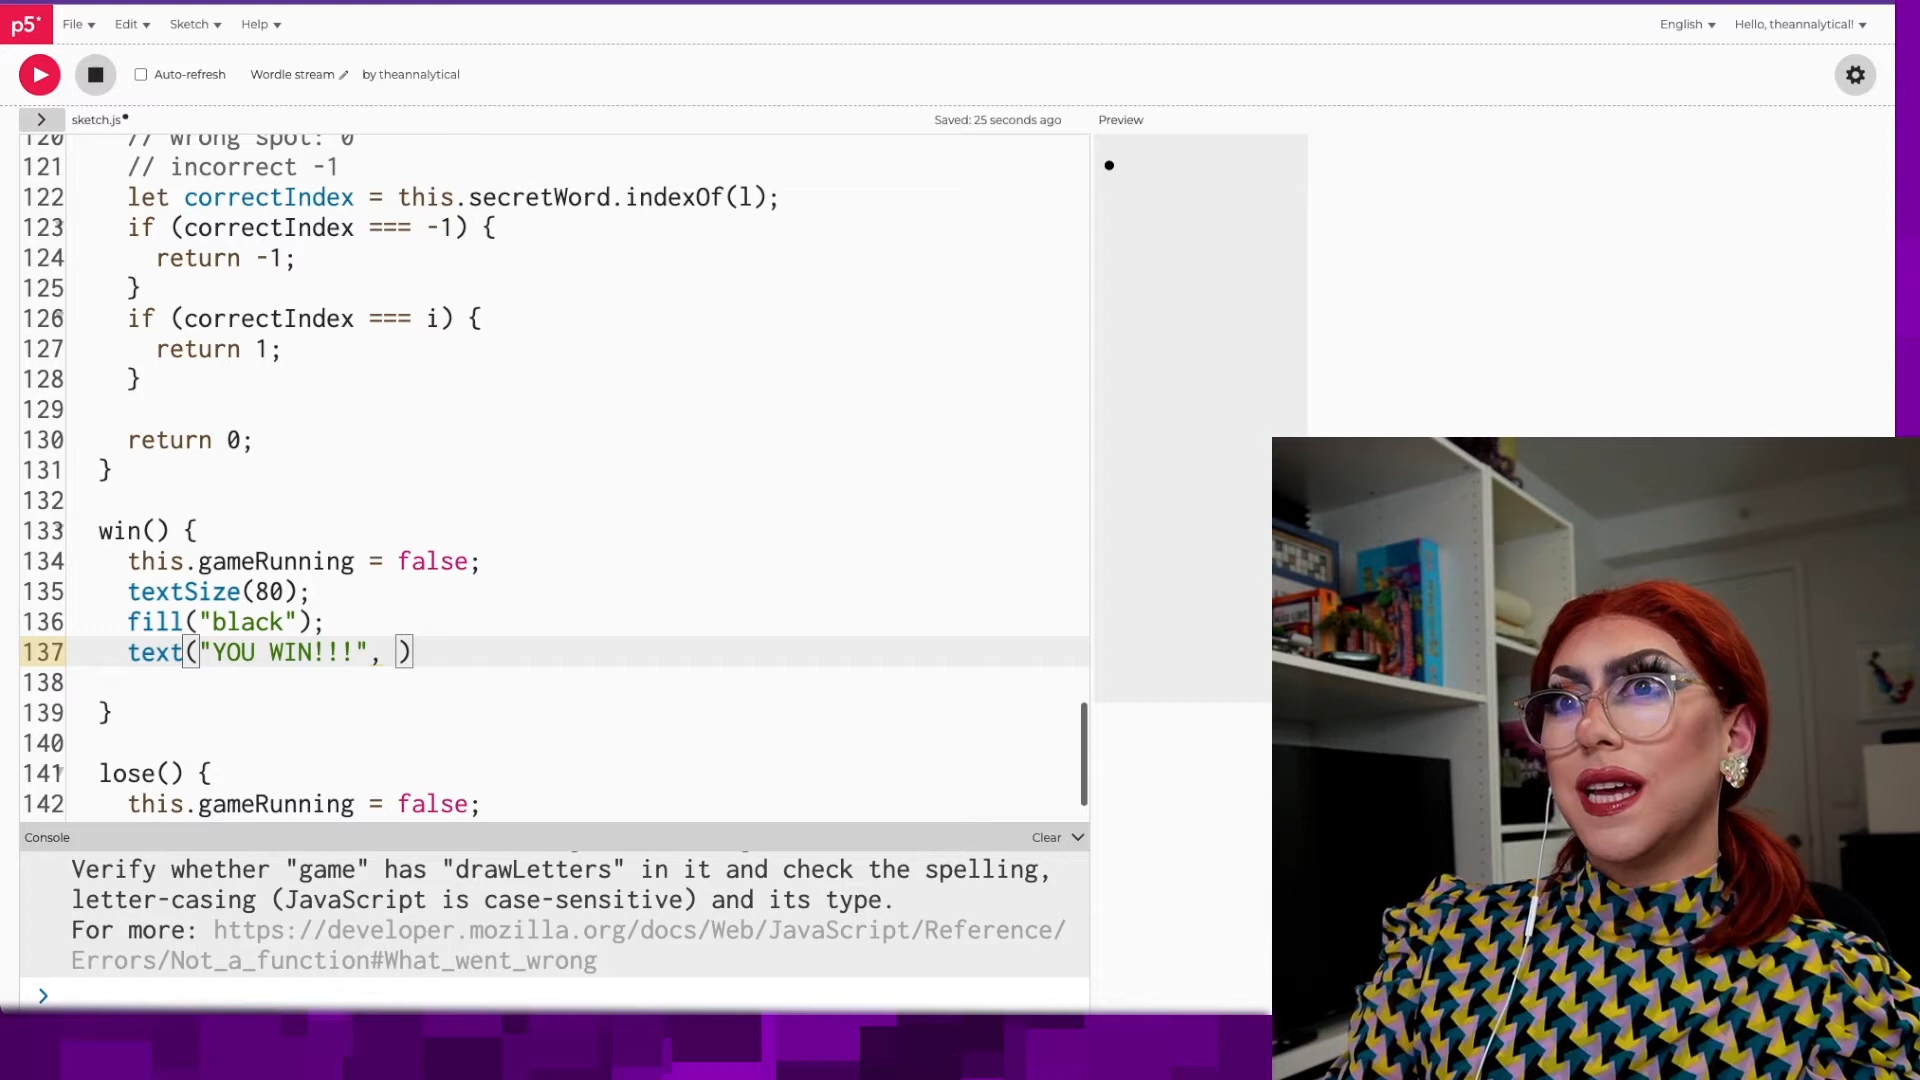 p5*
File Edit Sketch Help
English Hello, theannalytical!
Auto-refresh Wordle stream by theannalytical
sketch.js Saved: 25 seconds ago Preview
120 // wrong spot: 0
121 // incorrect -1
122 let correctIndex = this.secretWord.indexOf(l);
123 if (correctIndex === -1) {
124 return -1;
125 }
126 if (correctIndex === i) {
127 return 1;
128 }
129
130 return 0;
131 }
132
133 win() {
134 this.gameRunning = false;
135 textSize(80);
136 fill("black");
137 text("YOU WIN!!!", )
138
139 }
140
141 lose() {
142 this.gameRunning = false;
Console Clear
Verify whether "game" has "drawLetters" in it and check the spelling,
letter-casing (JavaScript is case-sensitive) and its type.
For more: https://developer.mozilla.org/docs/Web/JavaScript/Reference/
Errors/Not_a_function#What_went_wrong
>